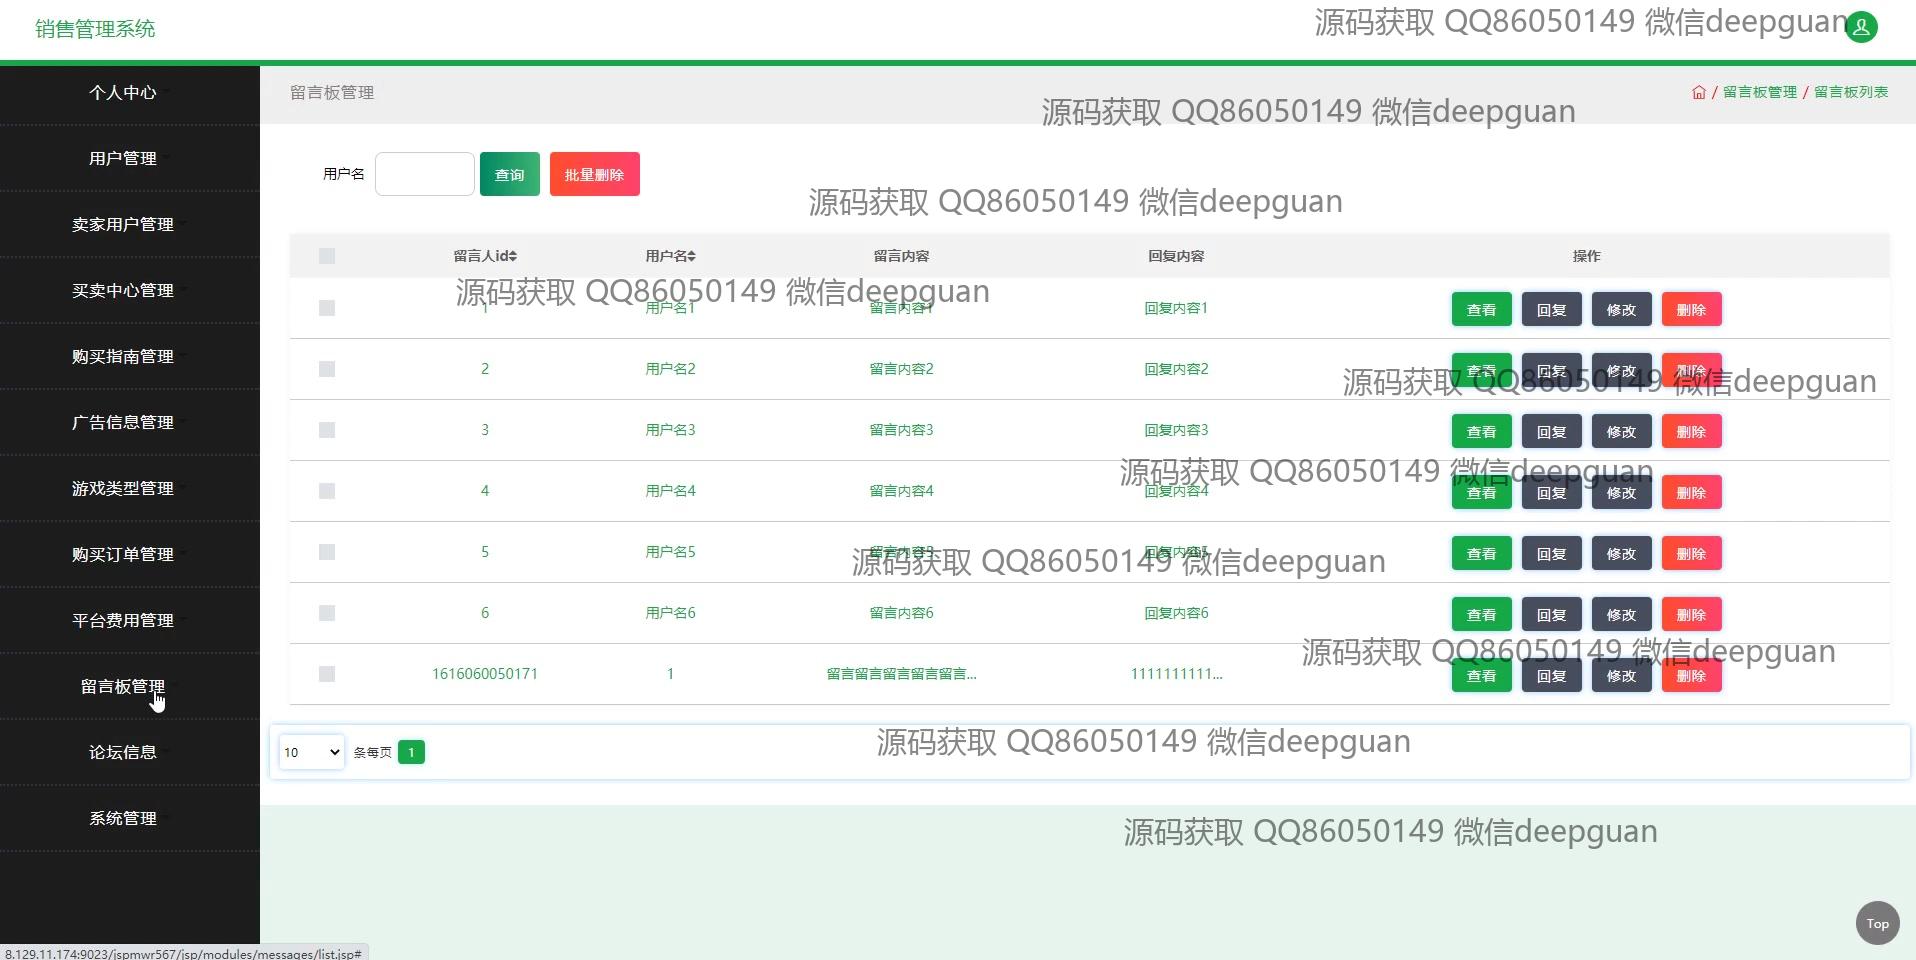 销售管理系统
源码获取 QQ86050149 微信deepguan
个人中心
用户管理
卖家用户管理
买卖中心管理
购买指南管理
广告信息管理
游戏类型管理
购买订单管理
平台费用管理
留言板管理
论坛信息
系统管理
留言板管理
/ 留言板管理 / 留言板列表
源码获取 QQ86050149 微信deepguan
用户名 查询 批量删除
源码获取 QQ86050149 微信deepguan
留言人id 用户名 留言内容 回复内容 操作
源码获取 QQ86050149 微信deepguan
1 用户名1 留言内容1 回复内容1 查看 回复 修改 删除
2 用户名2 留言内容2 回复内容2 查看 回复 修改 删除
源码获取 QQ86050149 微信deepguan
3 用户名3 留言内容3 回复内容3 查看 回复 修改 删除
源码获取 QQ86050149 微信deepguan
4 用户名4 留言内容4 回复内容4 查看 回复 修改 删除
5 用户名5 留言内容5 回复内容5 查看 回复 修改 删除
源码获取 QQ86050149 微信deepguan
6 用户名6 留言内容6 回复内容6 查看 回复 修改 删除
源码获取 QQ86050149 微信deepguan
1616060050171 1 留言留言留言留言留言... 1111111111... 查看 回复 修改 删除
源码获取 QQ86050149 微信deepguan
10 条每页 1
源码获取 QQ86050149 微信deepguan
Top
8.129.11.174:9023/jspmwr567/jsp/modules/messages/list.jsp#